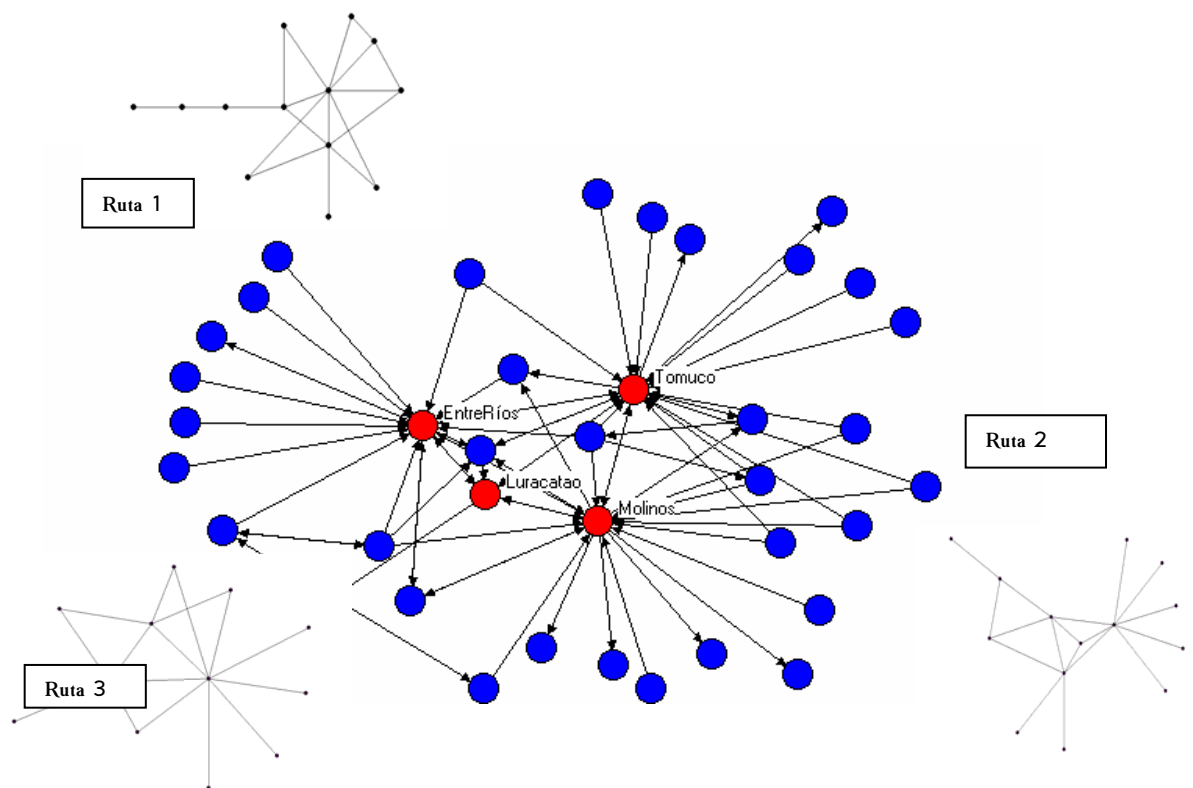 Ruta 1
Tomuco
EntreRíos
Ruta 2
Luracatao
Molinos
Ruta 3